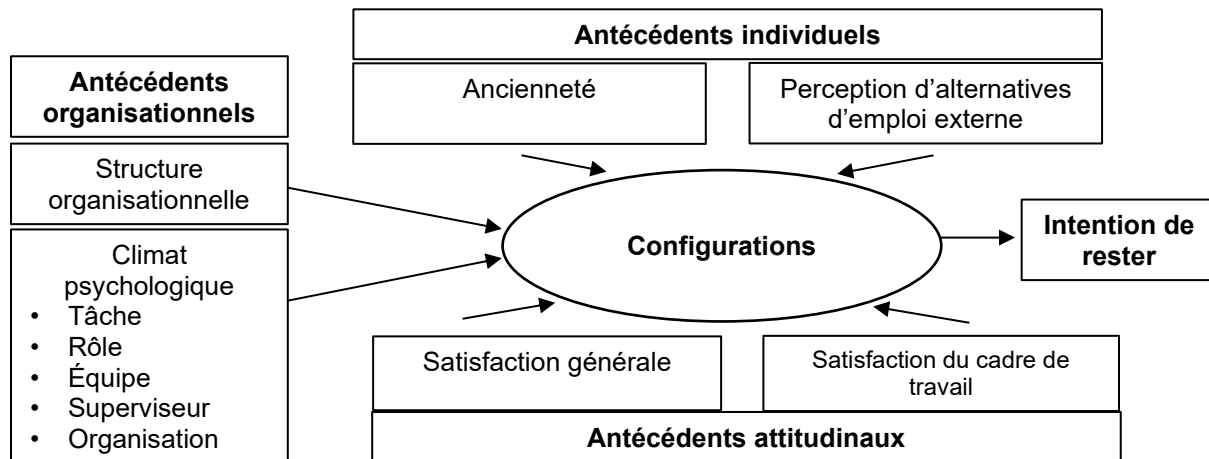 Antécédents individuels
Ancienneté
Perception d’alternatives
d’emploi externe
Antécédents
organisationnels
Structure
organisationnelle
Climat
psychologique
• Tâche
• Rôle
• Équipe
• Superviseur
• Organisation
Configurations
Intention de
rester
Satisfaction générale
Satisfaction du cadre de
travail
Antécédents attitudinaux